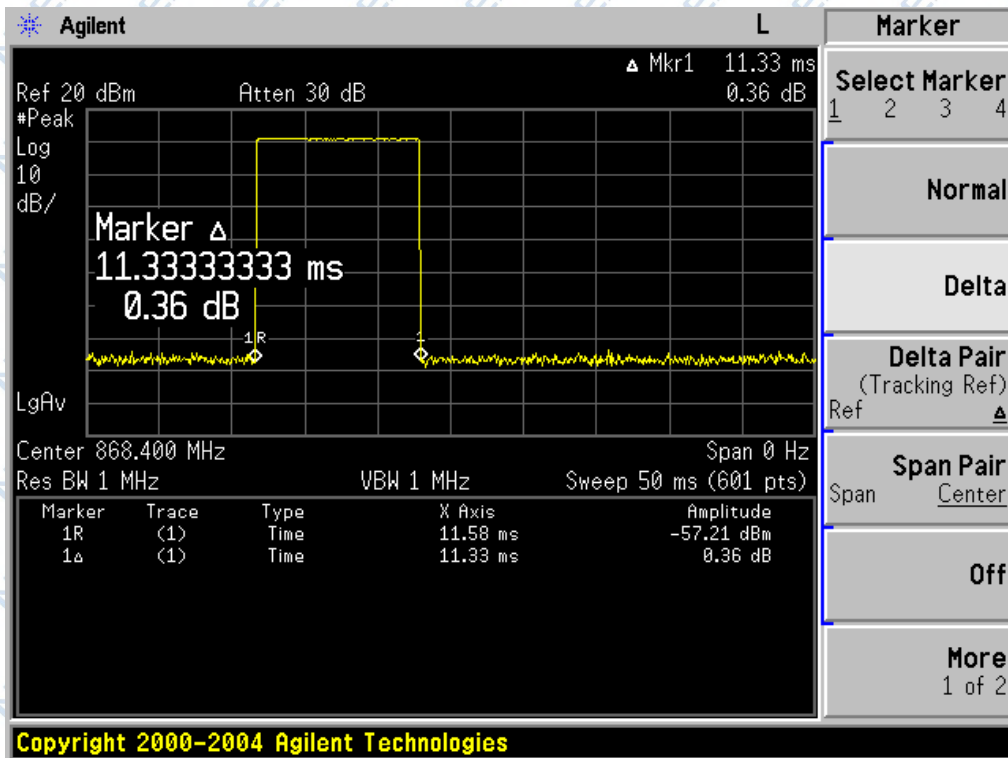 Agilent
L
Marker
Δ Mkr1 11.33 ms
Ref 20 dBm Atten 30 dB 0.36 dB
#Peak
Log
10
dB/
Marker Δ
11.33333333 ms
0.36 dB
1R
1
LgAv
Center 868.400 MHz Span 0 Hz
Res BW 1 MHz VBW 1 MHz Sweep 50 ms (601 pts)
Marker Trace Type X Axis Amplitude
1R (1) Time 11.58 ms -57.21 dBm
1Δ (1) Time 11.33 ms 0.36 dB
Select Marker
1 2 3 4
Normal
Delta
Delta Pair
(Tracking Ref)
Ref Δ
Span Pair
Span Center
Off
More
1 of 2
Copyright 2000-2004 Agilent Technologies